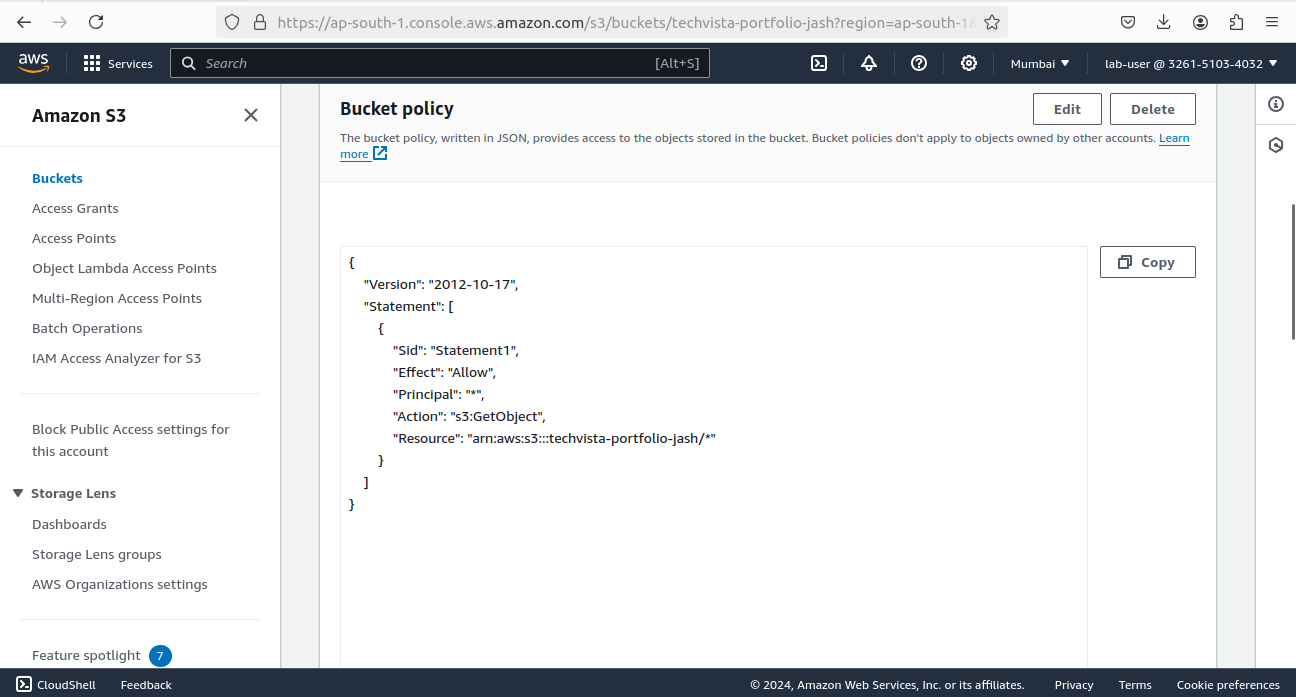 https://ap-south-1.console.aws.amazon.com/s3/buckets/techvista-portfolio-jash?region=ap-south-1&
aws
Services
Search
[Alt+S]
Mumbai ▼
lab-user @ 3261-5103-4032 ▼
Amazon S3
Buckets
Access Grants
Access Points
Object Lambda Access Points
Multi-Region Access Points
Batch Operations
IAM Access Analyzer for S3
Block Public Access settings for
this account
▼ Storage Lens
Dashboards
Storage Lens groups
AWS Organizations settings
Feature spotlight 7
Bucket policy
Edit
Delete
The bucket policy, written in JSON, provides access to the objects stored in the bucket. Bucket policies don't apply to objects owned by other accounts. Learn
more
Copy
{
    "Version": "2012-10-17",
    "Statement": [
        {
            "Sid": "Statement1",
            "Effect": "Allow",
            "Principal": "*",
            "Action": "s3:GetObject",
            "Resource": "arn:aws:s3:::techvista-portfolio-jash/*"
        }
    ]
}
CloudShell
Feedback
© 2024, Amazon Web Services, Inc. or its affiliates.
Privacy
Terms
Cookie preferences